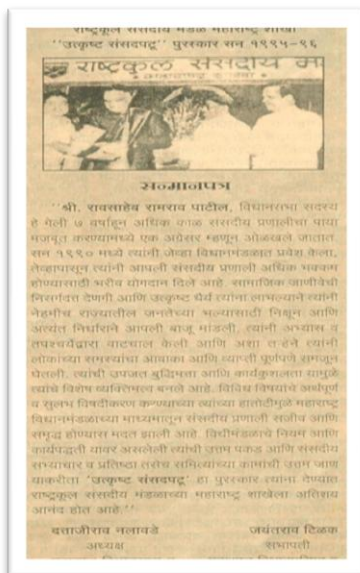 राष्ट्रकूल संसदीय मंडळ महाराष्ट्र शाखा
"उत्कृष्ट संसदपटू" पुरस्कार सन १९९५-९६
राष्ट्रकुल संसदीय मं
सन्मानपत्र
"श्री. रावसाहेब रामराव पाटील, विधानसभा सदस्य
हे गेली ७ वर्षाहून अधिक काळ संसदीय प्रणालीचा पाया
मजबूत करण्यामध्ये एक अग्रेसर म्हणून ओळखले जातात.
सन १९९० मध्ये त्यांनी जेव्हा विधानमंडळात प्रवेश केला,
तेव्हापासून त्यांनी आपली संसदीय प्रणाली अधिक भक्कम
होण्यासाठी भरीव योगदान दिले आहे. सामाजिक जाणीवेची
निसर्गदत्त देणगी आणि उत्कृष्ट धैर्य त्यांना लाभल्याने त्यांनी
नेहमीच राज्यातील जनतेच्या भल्यासाठी निक्षून आणि
अत्यंत निर्धाराने आपली बाजू मांडली. त्यांनी अभ्यास व
तपश्चर्येद्वारा वाटचाल केली आणि अशा तऱ्हेने त्यांनी
लोकांच्या समस्यांचा आवाका आणि व्याप्ती पूर्णपणे समजून
घेतली. त्यांची उपजत बुद्धिमत्ता आणि कार्यकुशलता यामुळे
त्यांचे विशेष व्यक्तिमत्व बनले आहे. विविध विषयांचे अर्थपूर्ण
व सुलभ विषदीकरण करण्याच्या त्यांच्या हातोटीमुळे महाराष्ट्र
विधानमंडळाच्या माध्यमातून संसदीय प्रणाली सजीव आणि
समृद्ध होण्यास मदत झाली आहे. विधीमंडळाचे नियम आणि
कार्यपद्धती यावर असलेली त्यांची उत्तम पकड आणि संसदीय
सभ्याचार व प्रतिष्ठा तसेच समित्यांच्या कामाची उत्तम जाण
याकरीता 'उत्कृष्ट संसदपटू' हा पुरस्कार त्यांना देण्यात
राष्ट्रकूल संसदीय मंडळाच्या महाराष्ट्र शाखेला अतिशय
आनंद होत आहे."
दत्ताजीराव नलावडे जयंतराव टिळक
अध्यक्ष सभापती